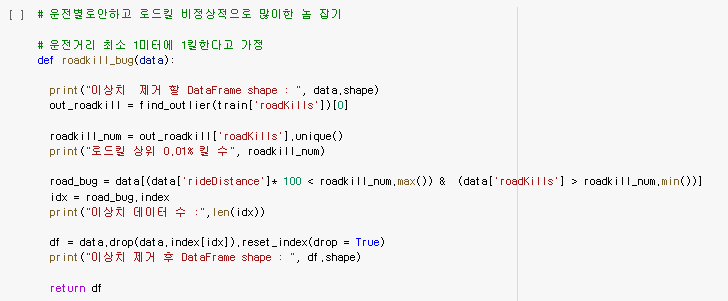 [ ] # 운전별로안하고 로드킬 비정상적으로 많이한 놈 잡기
# 운전거리 최소 1미터에 1킬한다고 가정
def roadkill_bug(data):
print("이상치 제거 할 DataFrame shape : ", data.shape)
out_roadkill = find_outlier(train['roadKills'])[0]
roadkill_num = out_roadkill['roadKills'].unique()
print("로드킬 상위 0.01% 킬 수", roadkill_num)
road_bug = data[(data['rideDistance']* 100 < roadkill_num.max()) & (data['roadKills'] > roadkill_num.min())]
idx = road_bug.index
print("이상치 데이터 수 :",len(idx))
df = data.drop(data.index[idx]).reset_index(drop = True)
print("이상치 제거 후 DataFrame shape : ", df.shape)
return df